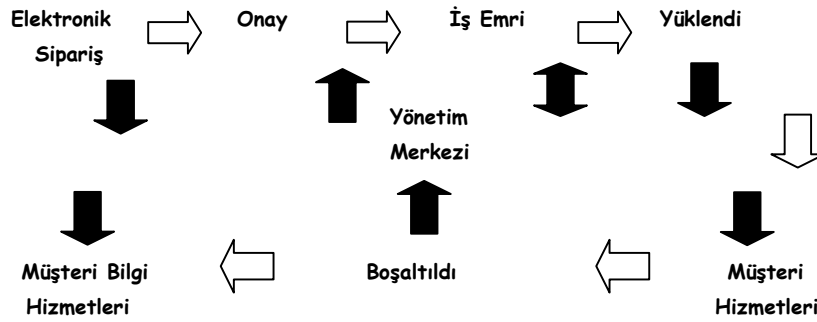 Elektronik Sipariş
Onay
İş Emri
Yüklendi
Yönetim
Merkezi
Müşteri Bilgi
Hizmetleri
Boşaltıldı
Müşteri
Hizmetleri